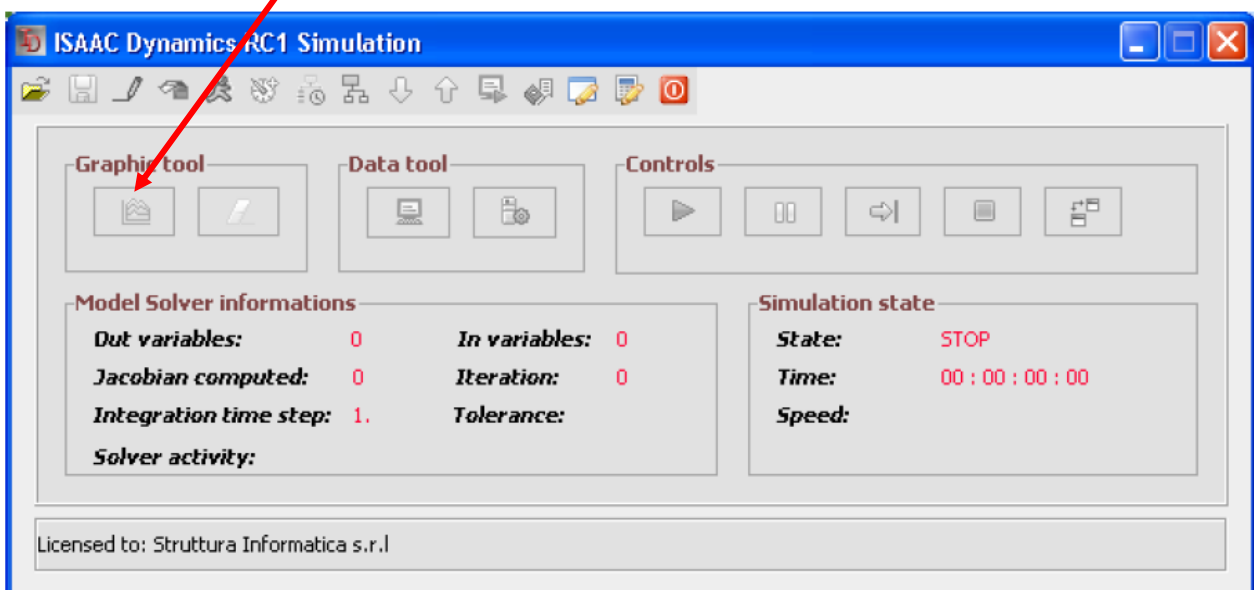 ISAAC Dynamics RC1 Simulation
Graphic tool
Data tool
Controls
Model Solver informations
Out variables: 0 In variables: 0
Jacobian computed: 0 Iteration: 0
Integration time step: 1. Tolerance:
Solver activity:
Simulation state
State: STOP
Time: 00 : 00 : 00 : 00
Speed:
Licensed to: Struttura Informatica s.r.l